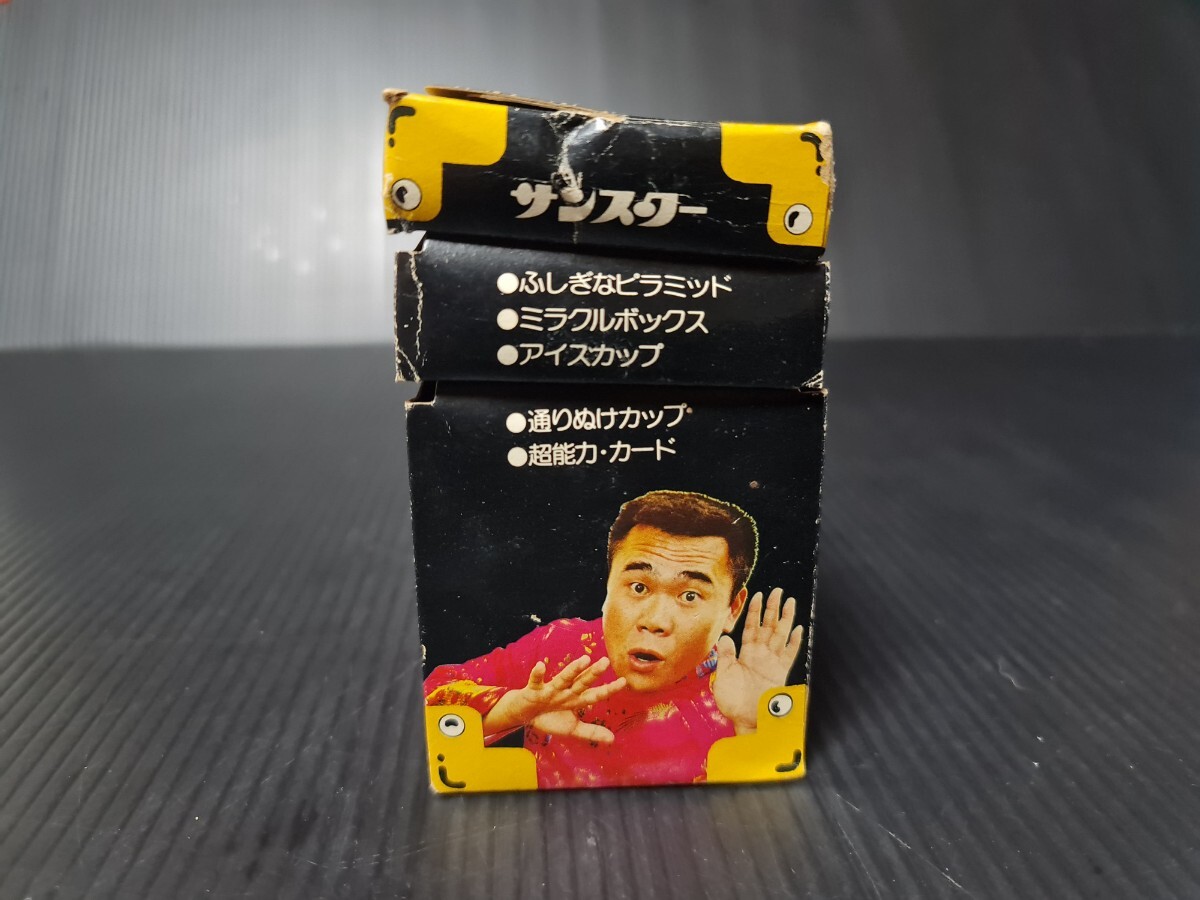 サンスター
●ふしぎなピラミッド
●ミラクルボックス
●アイスカップ
●通りぬけカップ
●超能力・カード